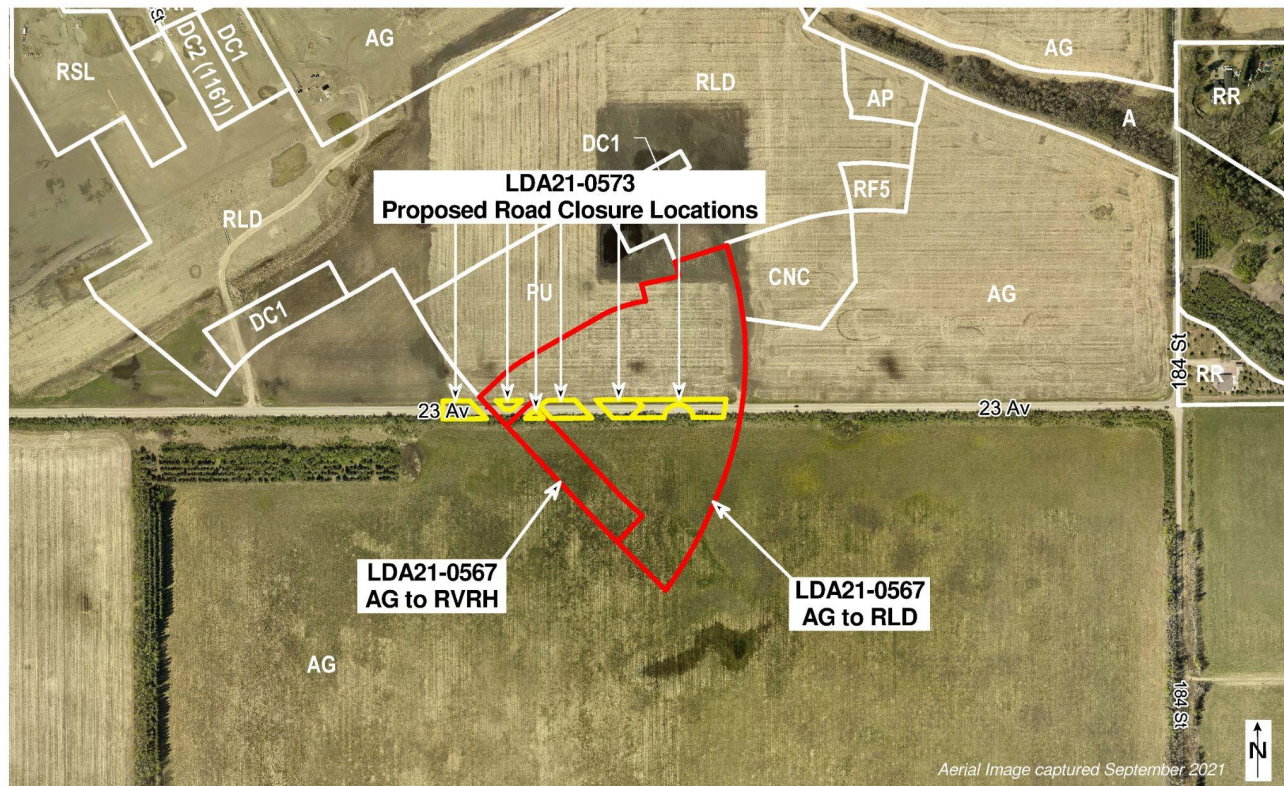 DC2 (1161)
DC1
AG
RSL
AG
RR
RLD
AP
A
DC1
LDA21-0573
Proposed Road Closure Locations
RF5
RLD
CNC
PU
AG
DC1
184 St
RR
23 Av
23 Av
LDA21-0567
AG to RVRH
LDA21-0567
AG to RLD
AG
184 St
N
Aerial Image captured September 2021